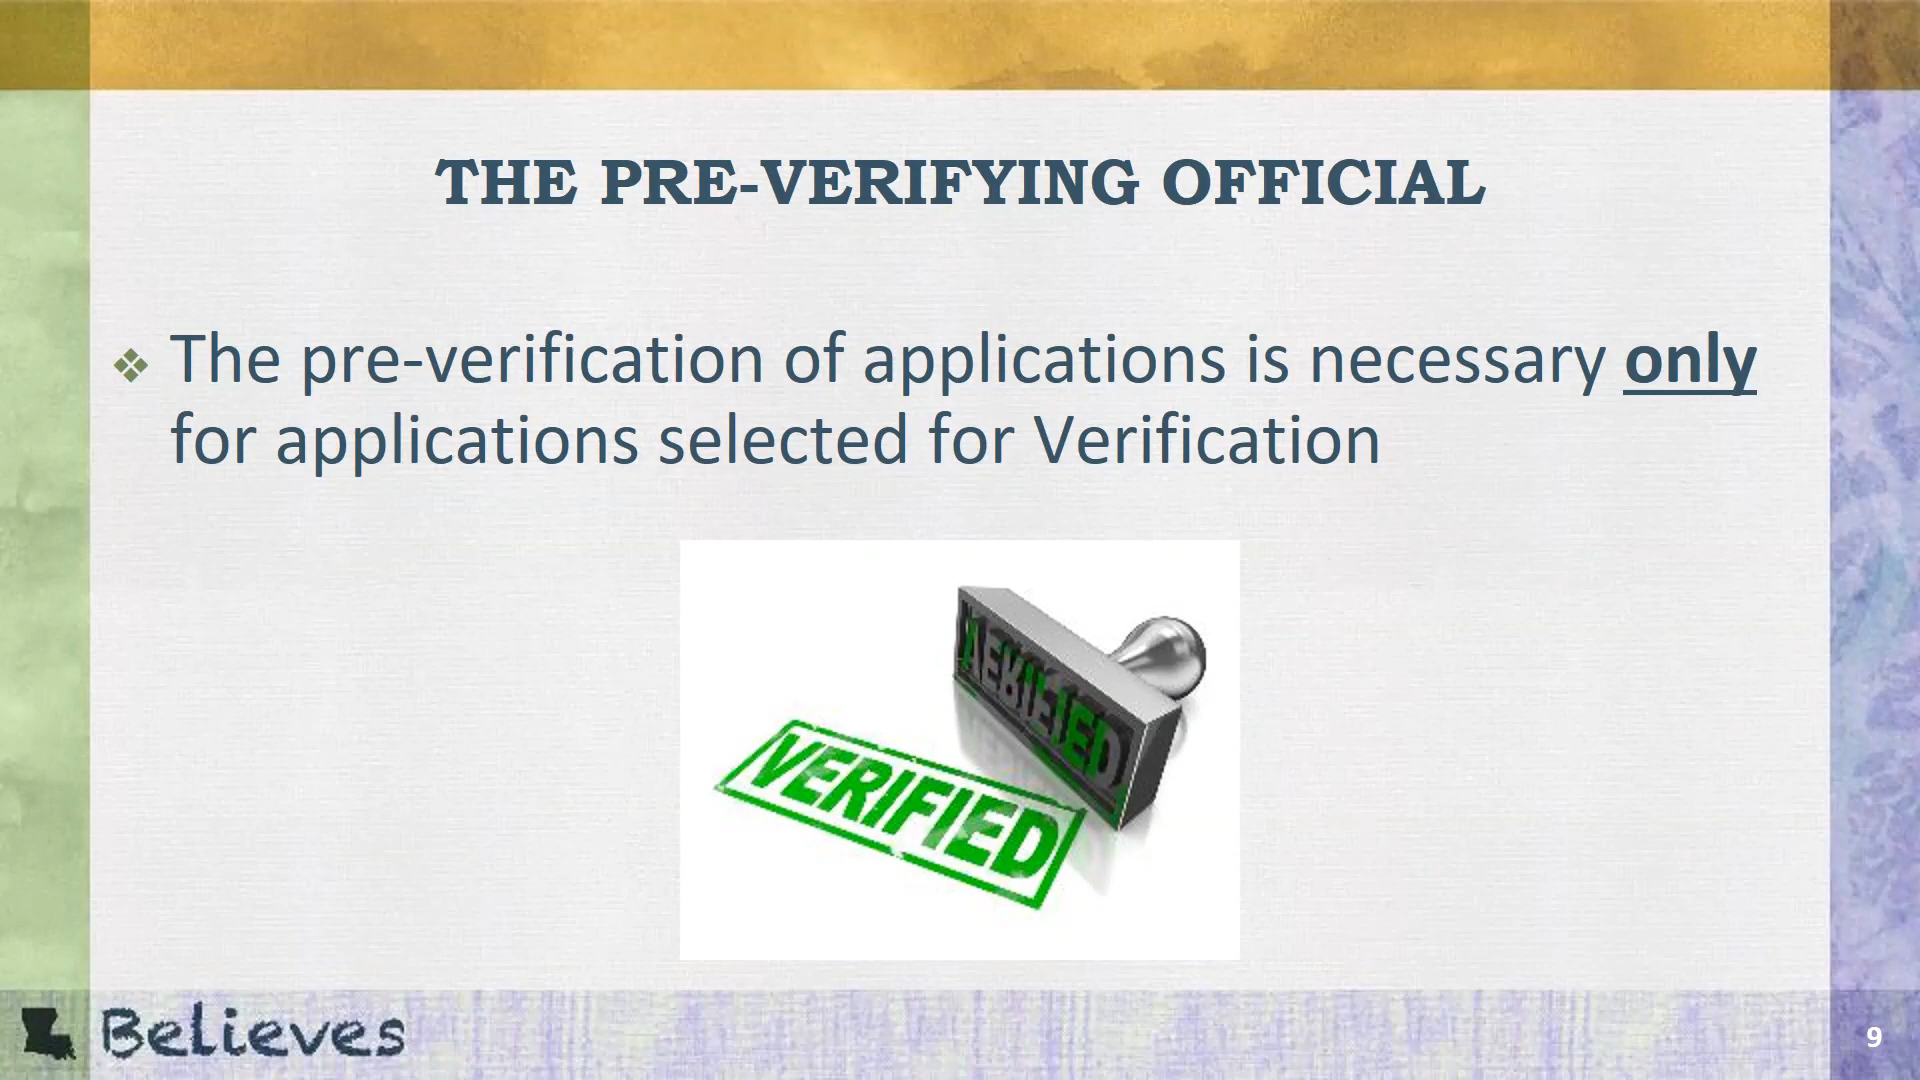 THE PRE-VERIFYING OFFICIAL
The pre-verification of applications is necessary only
for applications selected for Verification
VERIFIED
VERIFIED
Believes
9